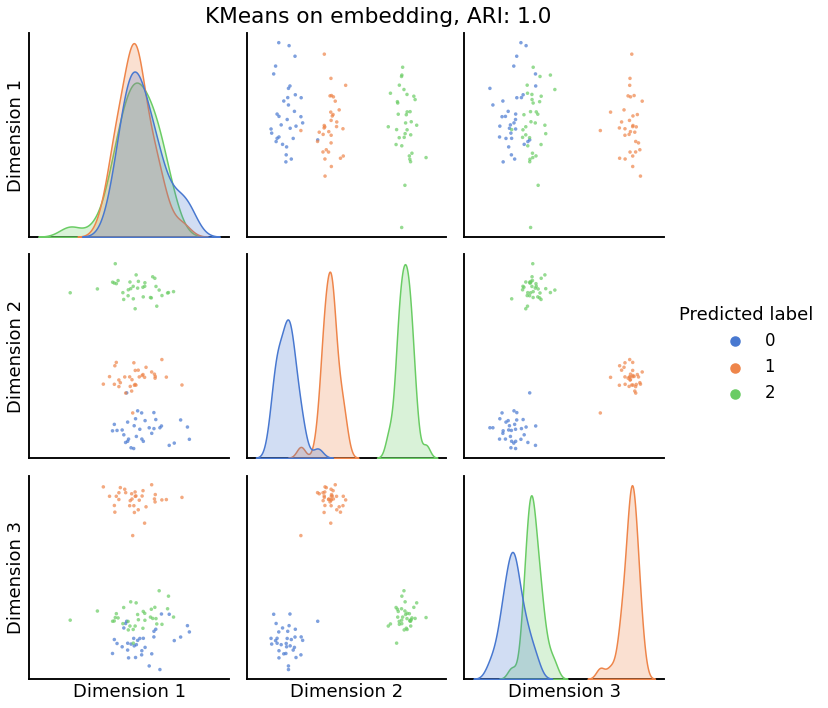 KMeans on embedding, ARI: 1.0
Dimension 1
Dimension 2
Predicted label
0
1
2
Dimension 3
Dimension 1
Dimension 2
Dimension 3